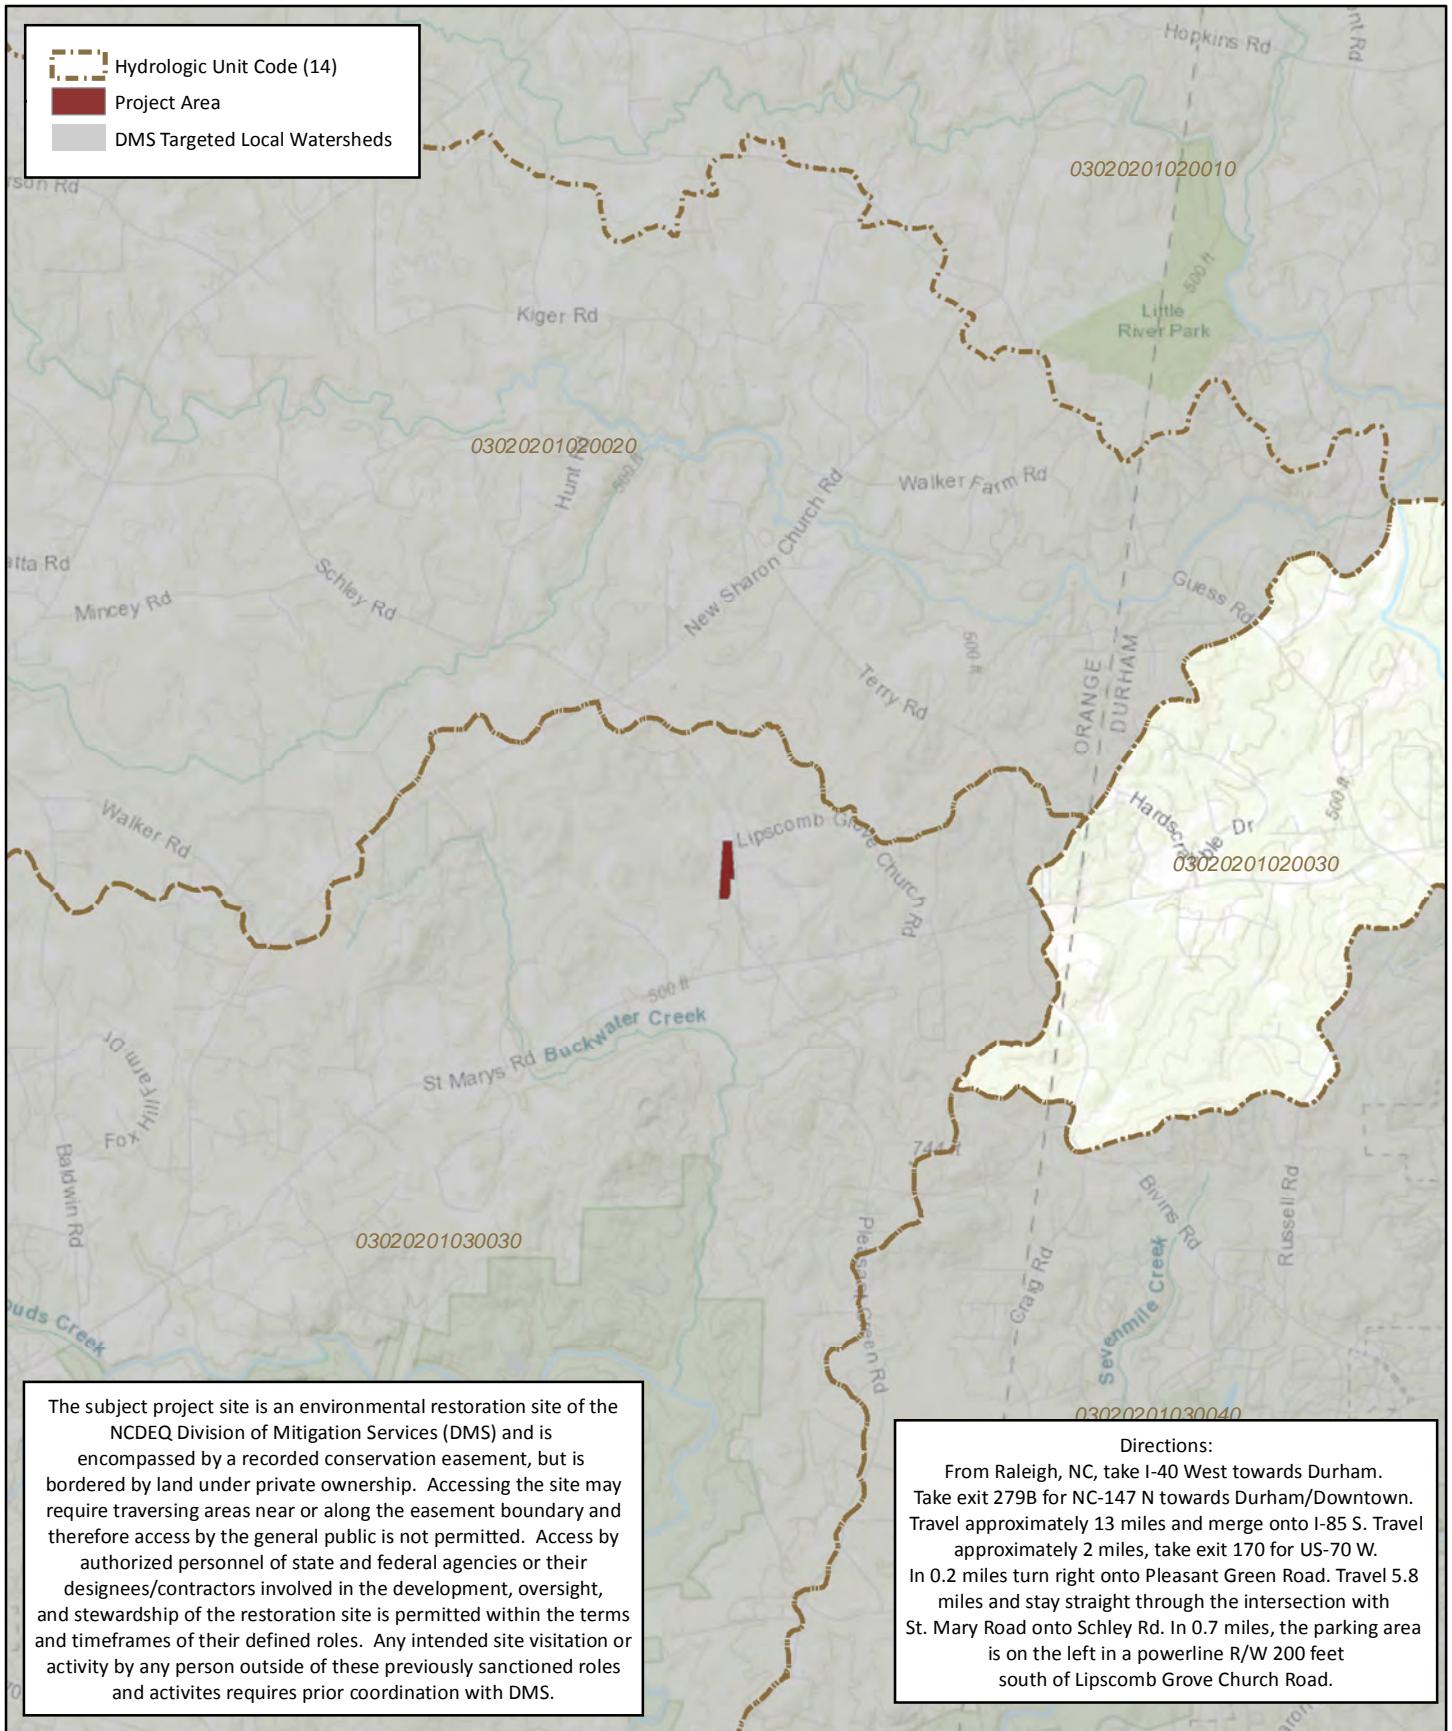 Hydrologic Unit Code (14)
Project Area
DMS Targeted Local Watersheds
Hopkins Rd
nt Rd
rson Rd
03020201020010
500 ft
Little
River Park
Kiger Rd
03020201020020
Hunt R
500 ft
Walker Farm Rd
New Sharon Church Rd
atta Rd
Mincey Rd
Schley Rd
Guess Rd
500 ft
Terry Rd
ORANGE
DURHAM
Walker Rd
Lipscomb Grove Church Rd
Hardscrabble Dr
500 ft
03020201020030
500 ft
Buckwater Creek
St Marys Rd
Fox Hill Farm Dr
Baldwin Rd
744 ft
Bivins Rd
Russell Rd
03020201030030
Pleasant Green Rd
Craig Rd
Sevenmile Creek
ouds Creek
03020201030040
The subject project site is an environmental restoration site of the
NCDEQ Division of Mitigation Services (DMS) and is
encompassed by a recorded conservation easement, but is
bordered by land under private ownership.  Accessing the site may
require traversing areas near or along the easement boundary and
therefore access by the general public is not permitted.  Access by
authorized personnel of state and federal agencies or their
designees/contractors involved in the development, oversight,
and stewardship of the restoration site is permitted within the terms
and timeframes of their defined roles.  Any intended site visitation or
activity by any person outside of these previously sanctioned roles
and activites requires prior coordination with DMS.
Directions:
From Raleigh, NC, take I-40 West towards Durham.
Take exit 279B for NC-147 N towards Durham/Downtown.
Travel approximately 13 miles and merge onto I-85 S. Travel
approximately 2 miles, take exit 170 for US-70 W.
In 0.2 miles turn right onto Pleasant Green Road. Travel 5.8
miles and stay straight through the intersection with
St. Mary Road onto Schley Rd. In 0.7 miles, the parking area
is on the left in a powerline R/W 200 feet
south of Lipscomb Grove Church Road.